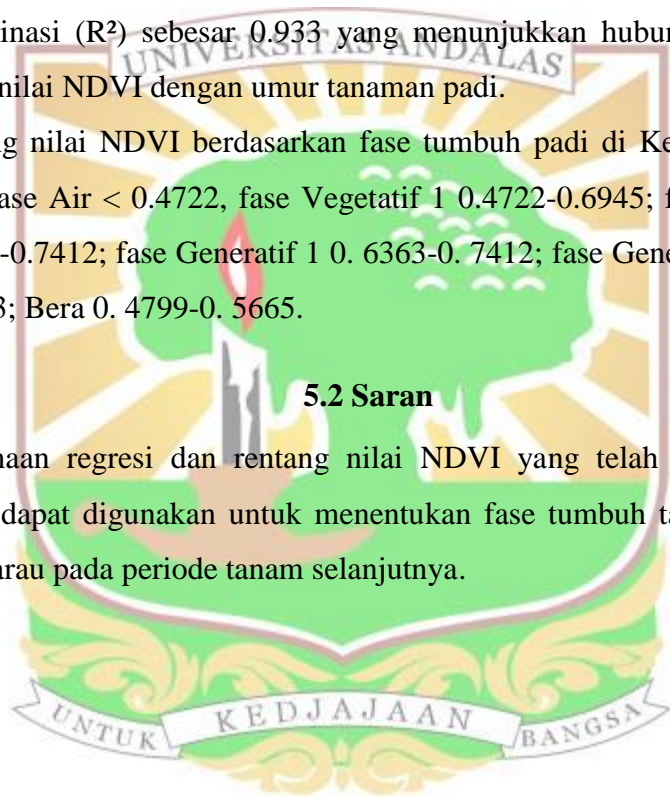 inasi (R²) sebesar 0.933 yang menunjukkan hubur
UNIVERSITAS ANDALAS
nilai NDVI dengan umur tanaman padi.
g nilai NDVI berdasarkan fase tumbuh padi di Ke
ase Air < 0.4722, fase Vegetatif 1 0.4722-0.6945; f
-0.7412; fase Generatif 1 0. 6363-0. 7412; fase Gene
3; Bera 0. 4799-0. 5665.
5.2 Saran
naan regresi dan rentang nilai NDVI yang telah
dapat digunakan untuk menentukan fase tumbuh ta
arau pada periode tanam selanjutnya.
UNTUK KEDJAJAAN BANGSA